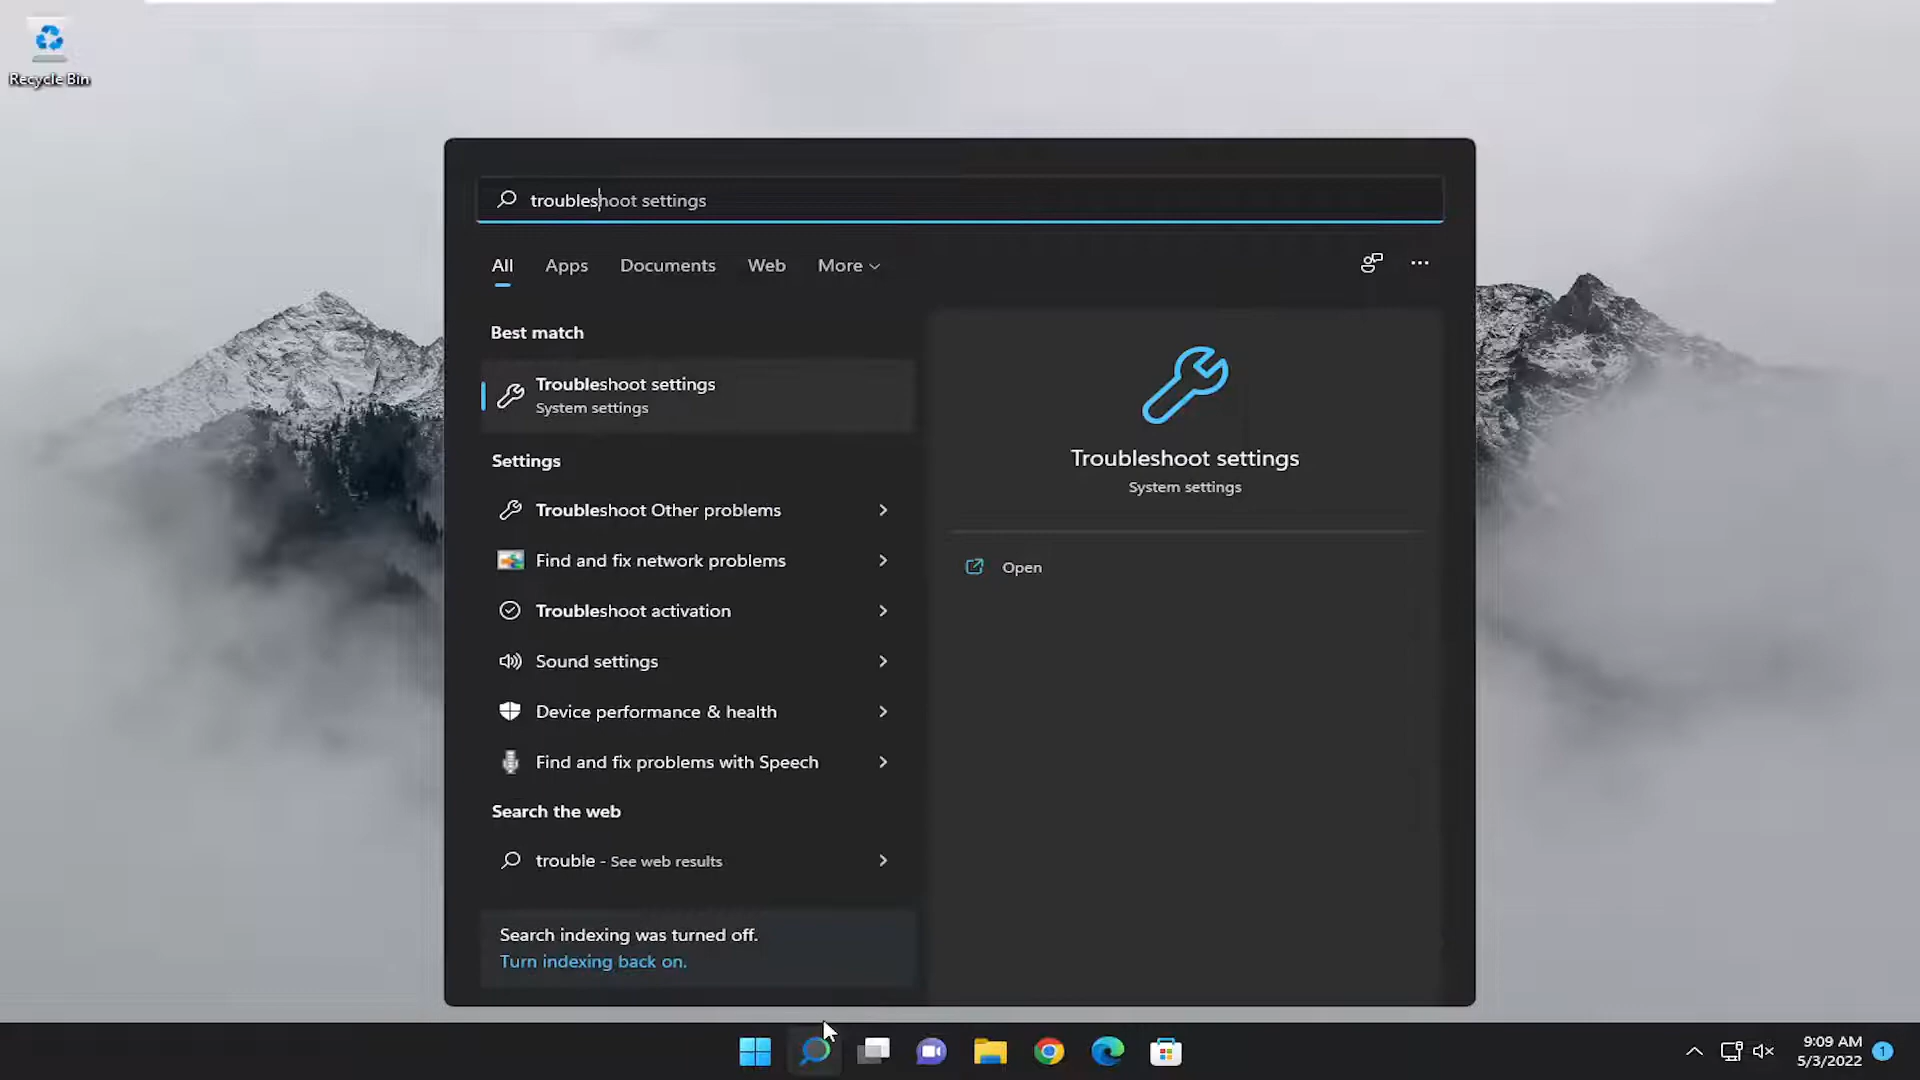 Recycle Bin
troubleshoot settings
All Apps Documents Web More
Best match
Troubleshoot settings
System settings
Settings
Troubleshoot Other problems
Find and fix network problems
Troubleshoot activation
Sound settings
Device performance & health
Find and fix problems with Speech
Search the web
trouble - See web results
Search indexing was turned off.
Turn indexing back on.
Troubleshoot settings
System settings
Open
9:09 AM
5/3/2022
1